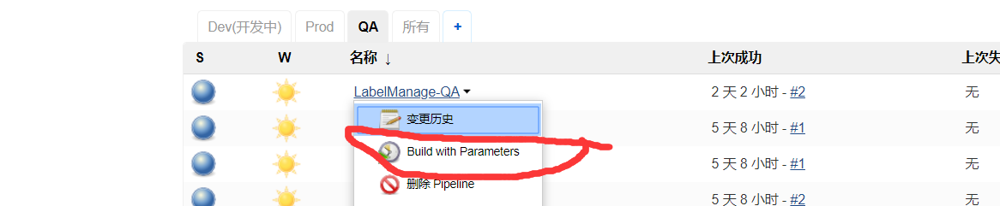 Dev(开发中) Prod QA 所有 +
S W 名称 ↓ 上次成功 上次失
LabelManage-QA 2 天 2 小时 - #2 无
变更历史
5 天 8 小时 - #1 无
Build with Parameters
5 天 8 小时 - #1 无
删除 Pipeline
5 天 8 小时 - #2 无